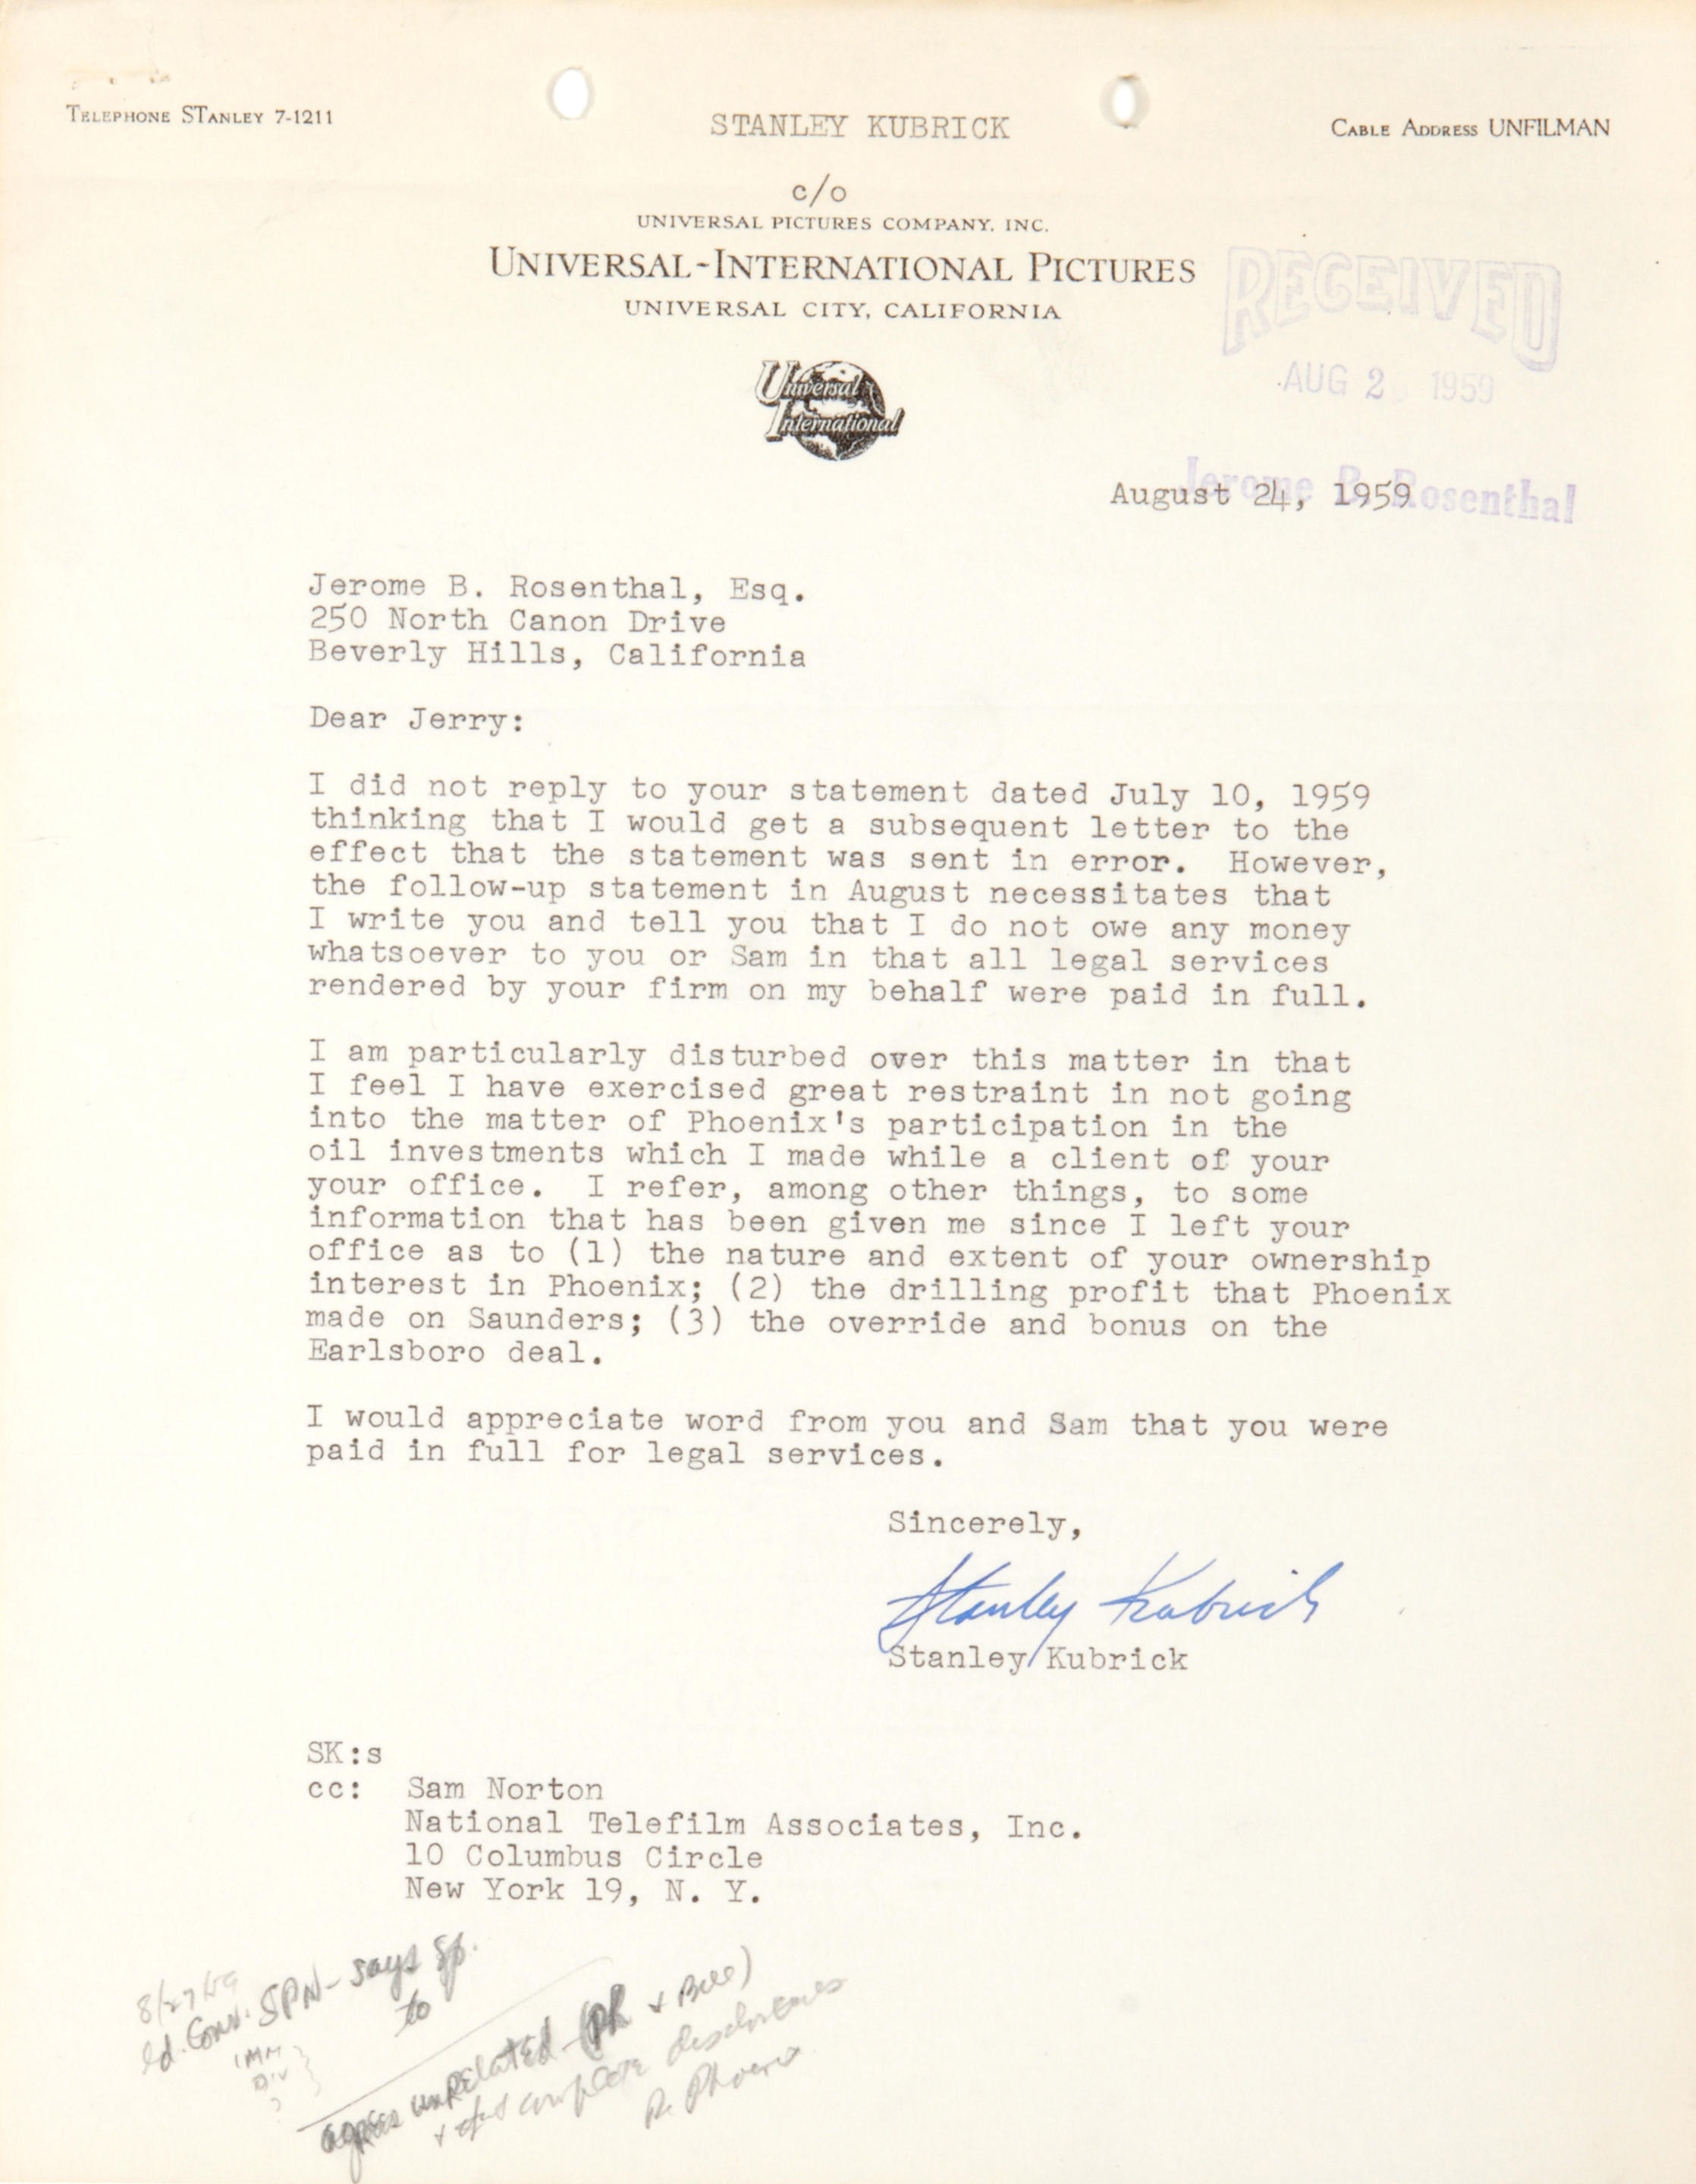 TELEPHONE STANLEY 7-1211
STANLEY KUBRICK
CABLE ADDRESS UNFILMAN
c/o
UNIVERSAL PICTURES COMPANY, INC.
UNIVERSAL-INTERNATIONAL PICTURES
UNIVERSAL CITY, CALIFORNIA
RECEIVED
AUG 2 1959
Jerome B. Rosenthal
Universal
International
August 24, 1959
Jerome B. Rosenthal, Esq.
250 North Canon Drive
Beverly Hills, California
Dear Jerry:
I did not reply to your statement dated July 10, 1959
thinking that I would get a subsequent letter to the
effect that the statement was sent in error.  However,
the follow-up statement in August necessitates that
I write you and tell you that I do not owe any money
whatsoever to you or Sam in that all legal services
rendered by your firm on my behalf were paid in full.
I am particularly disturbed over this matter in that
I feel I have exercised great restraint in not going
into the matter of Phoenix's participation in the
oil investments which I made while a client of your
your office.  I refer, among other things, to some
information that has been given me since I left your
office as to (1) the nature and extent of your ownership
interest in Phoenix; (2) the drilling profit that Phoenix
made on Saunders; (3) the override and bonus on the
Earlsboro deal.
I would appreciate word from you and Sam that you were
paid in full for legal services.
Sincerely,
Stanley Kubrick
Stanley Kubrick
SK:s
cc: Sam Norton
National Telefilm Associates, Inc.
10 Columbus Circle
New York 19, N. Y.
8/27/59
SPN - says
to
agrees unrelated
complete disclosures
Re Phoenix